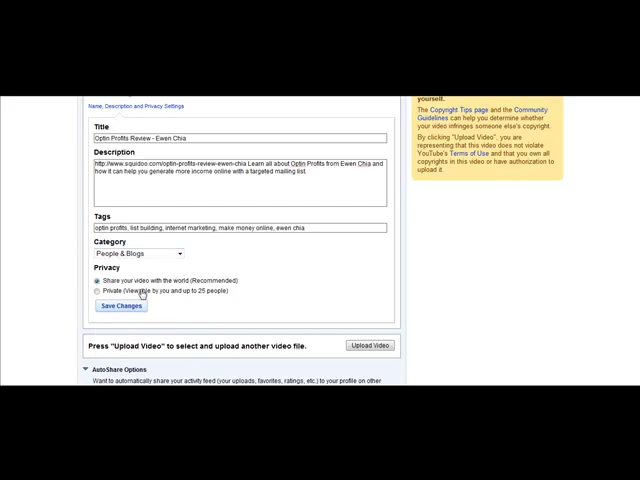 yourself.
Name, Description and Privacy Settings
The Copyright Tips page and the Community
Guidelines can help you determine whether
your video infringes someone else's copyright.
By clicking "Upload Video", you are
representing that this video does not violate
YouTube's Terms of Use and that you own all
copyrights in this video or have authorization to
upload it.
Title
Optin Profits Review - Ewen Chia
Description
http://www.squidoo.com/optin-profits-review-ewen-chia Learn all about Optin Profits from Ewen Chia and
how it can help you generate more income online with a targeted mailing list.
Tags
optin profits, list building, internet marketing, make money online, ewen chia
Category
People & Blogs
Privacy
Share your video with the world (Recommended)
Private (Viewable by you and up to 25 people)
Save Changes
Press "Upload Video" to select and upload another video file.
Upload Video
AutoShare Options
Want to automatically share your activity feed (your uploads, favorites, ratings, etc.) to your profile on other